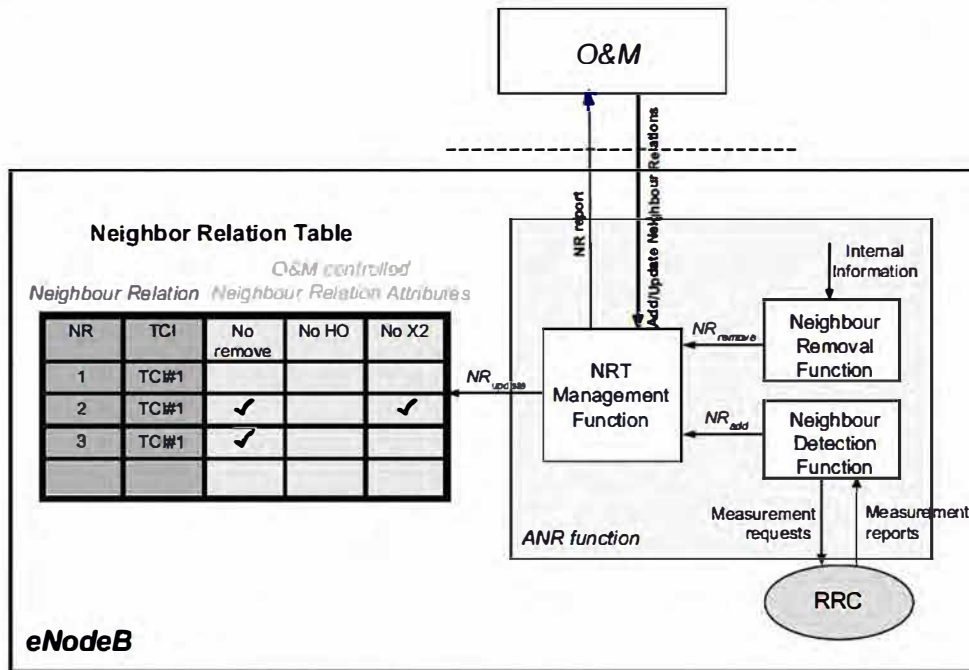 O&M
NR report
Add/Update Neighbour Relations
Neighbor Relation Table
O&M controlled
Neighbour Relation
Neighbour Relation Attributes
NR TCI No remove No HO No X2
1 TCI#1
2 TCI#1 ✓ ✓
3 TCI#1 ✓
NR update
NRT
Management
Function
Internal
Information
NR remove
Neighbour
Removal
Function
NR add
Neighbour
Detection
Function
Measurement
requests
Measurement
reports
ANR function
RRC
eNodeB